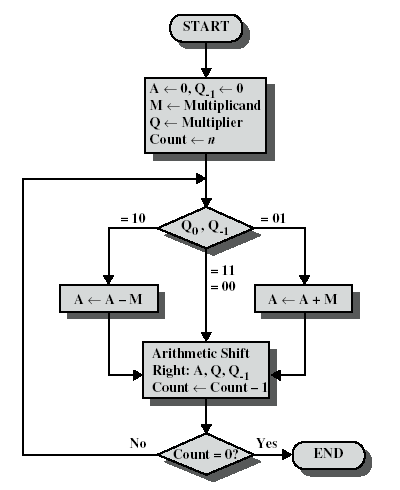 START
A ← 0, Q₋₁ ← 0
M ← Multiplicand
Q ← Multiplier
Count ← n
= 10
Q₀, Q₋₁
= 01
= 11
= 00
A ← A – M
A ← A + M
Arithmetic Shift
Right: A, Q, Q₋₁
Count ← Count – 1
No
Count = 0?
Yes
END